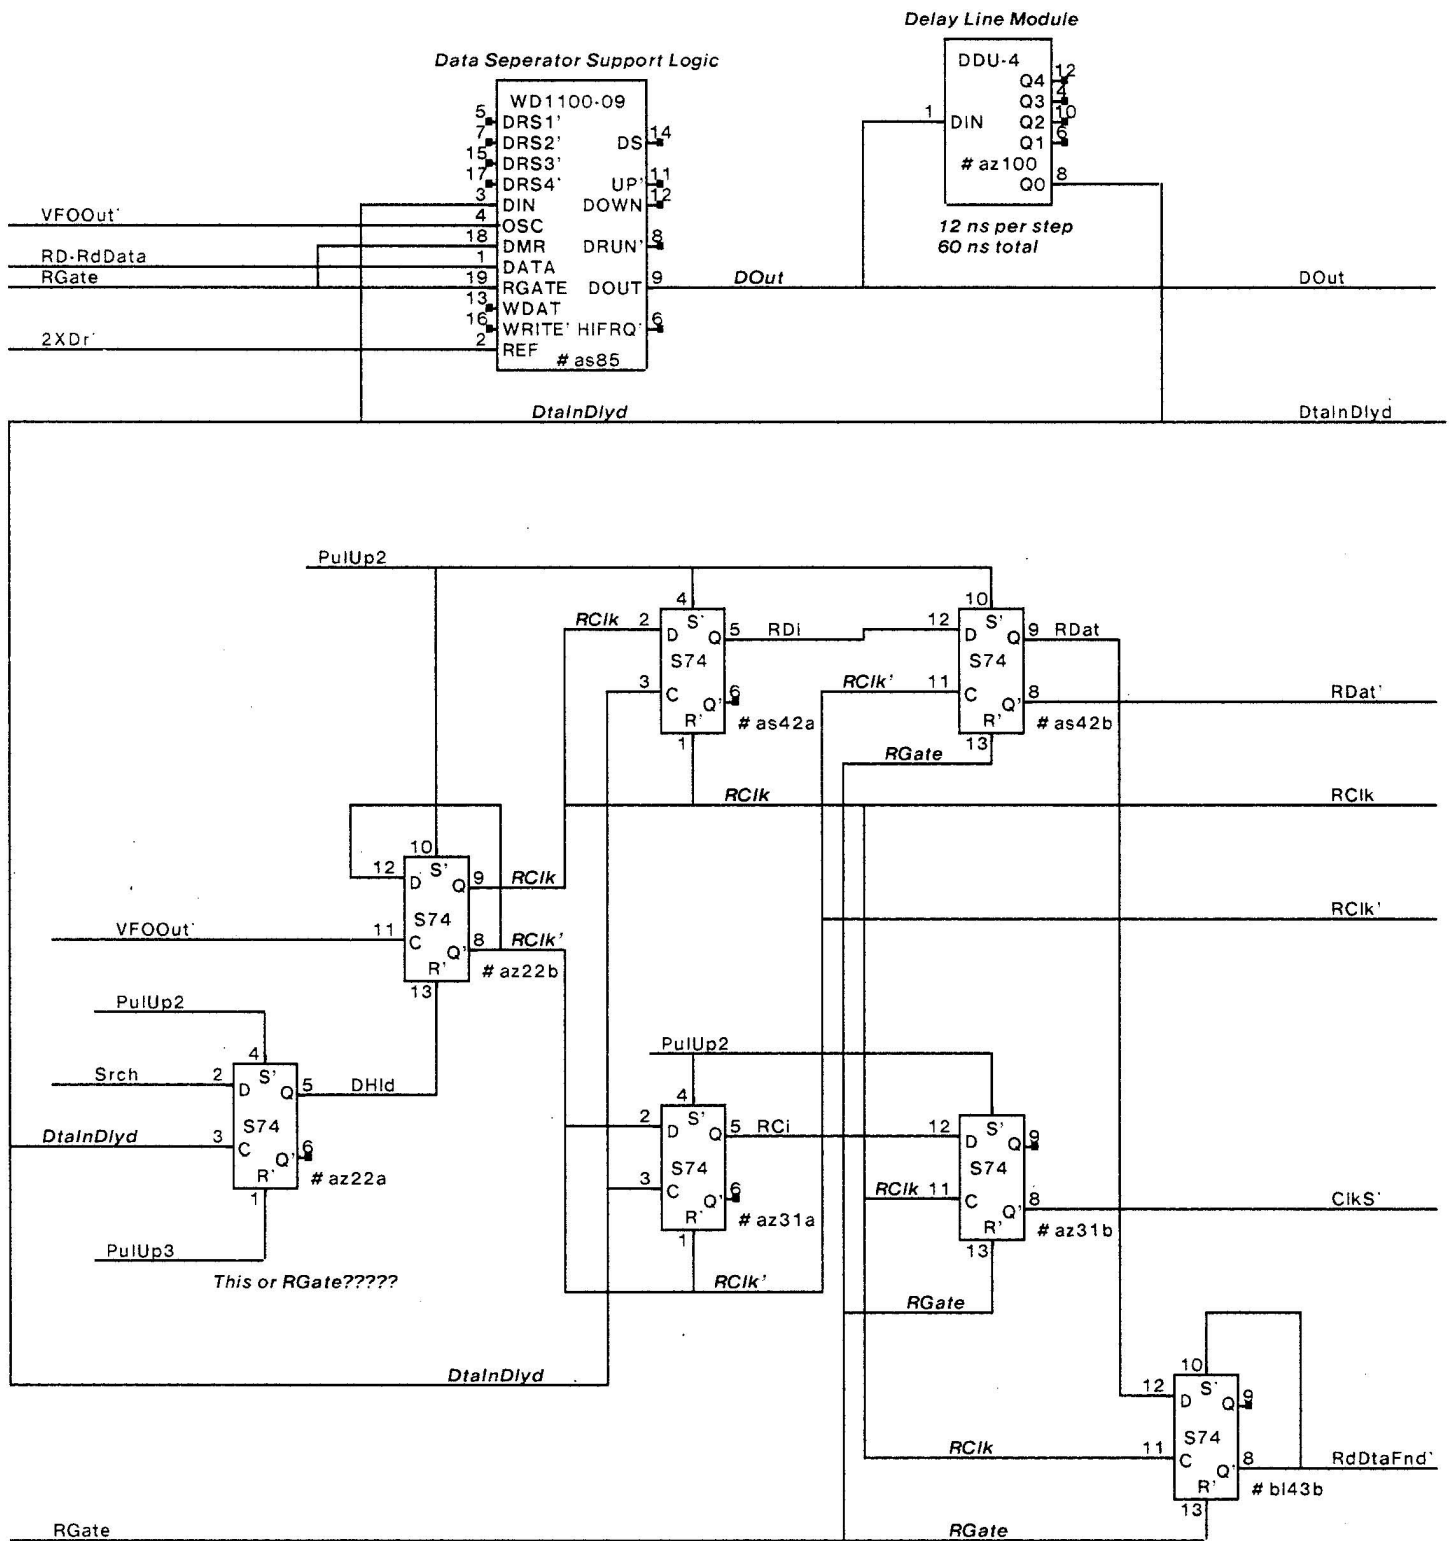 Delay Line Module
Data Seperator Support Logic
DDU-4
WD1100-09
Q4 12
Q3 4
Q2 10
Q1 6
1 DIN
# az100
Q0 8
5 DRS1'
7 DRS2'
DS 14
15 DRS3'
17 DRS4'
UP' 11
3 DIN
DOWN 12
VFOOut'
4 OSC
18 DMR
DRUN' 8
RD-RdData
1 DATA
RGate
19 RGATE
DOUT 9
DOut
DOut
13 WDAT
16 WRITE'
HIFRQ' 6
2XDr'
2 REF
# as85
12 ns per step
60 ns total
DtaInDlyd
DtaInDlyd
PulUp2
4
10
RClk
2
D
S'
Q
5
RDi
12
D
S'
Q
9
RDat
S74
S74
3
C
Q'
6
RClk'
11
C
Q'
8
RDat'
R'
# as42a
R'
# as42b
1
13
RGate
RClk
RClk
10
12
D
S'
Q
9
RClk
S74
RClk'
VFOOut'
11
C
Q'
8
RClk'
R'
# az22b
13
PulUp2
4
PulUp2
Srch
2
D
S'
Q
5
DHld
4
S74
2
D
S'
Q
5
RCi
12
D
S'
Q
9
DtaInDlyd
3
C
Q'
6
S74
S74
R'
# az22a
3
C
Q'
6
RClk
11
C
Q'
8
ClkS'
1
R'
# az31a
R'
# az31b
1
13
PulUp3
This or RGate?????
RClk'
RGate
DtaInDlyd
10
12
D
S'
Q
9
S74
RClk
11
C
Q'
8
RdDtaFnd'
R'
# bl43b
13
RGate
RGate